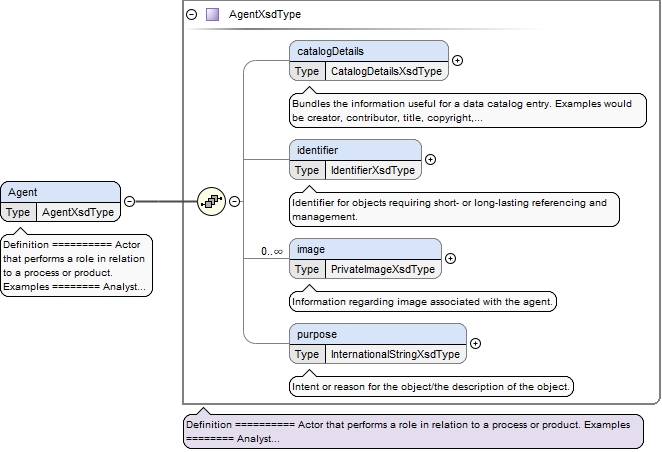 AgentXsdType
catalogDetails
Type CatalogDetailsXsdType
Bundles the information useful for a data catalog entry. Examples would
be creator, contributor, title, copyright,...
identifier
Type IdentifierXsdType
Identifier for objects requiring short- or long-lasting referencing and
management.
Agent
Type AgentXsdType
Definition ========== Actor
that performs a role in relation
to a process or product.
Examples ======== Analyst...
0..∞
image
Type PrivateImageXsdType
Information regarding image associated with the agent.
purpose
Type InternationalStringXsdType
Intent or reason for the object/the description of the object.
Definition ========== Actor that performs a role in relation to a process or product. Examples
======== Analyst...